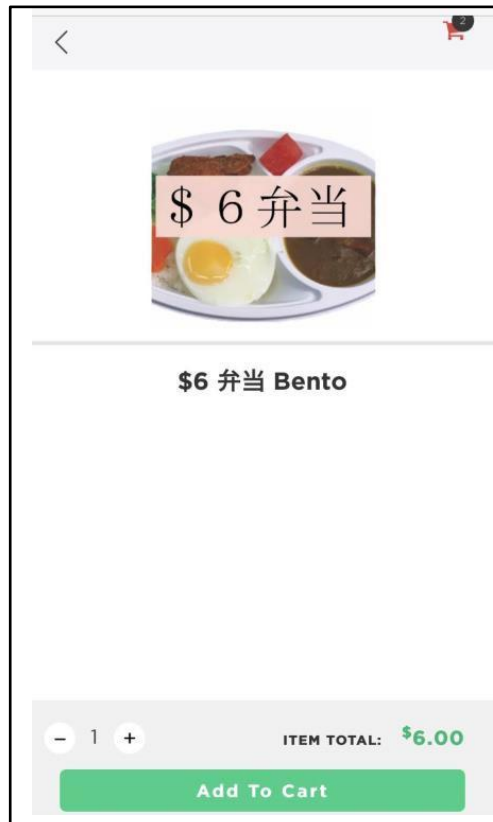 2
＄６弁当
$6 弁当 Bento
− 1 + ITEM TOTAL: $6.00
Add To Cart